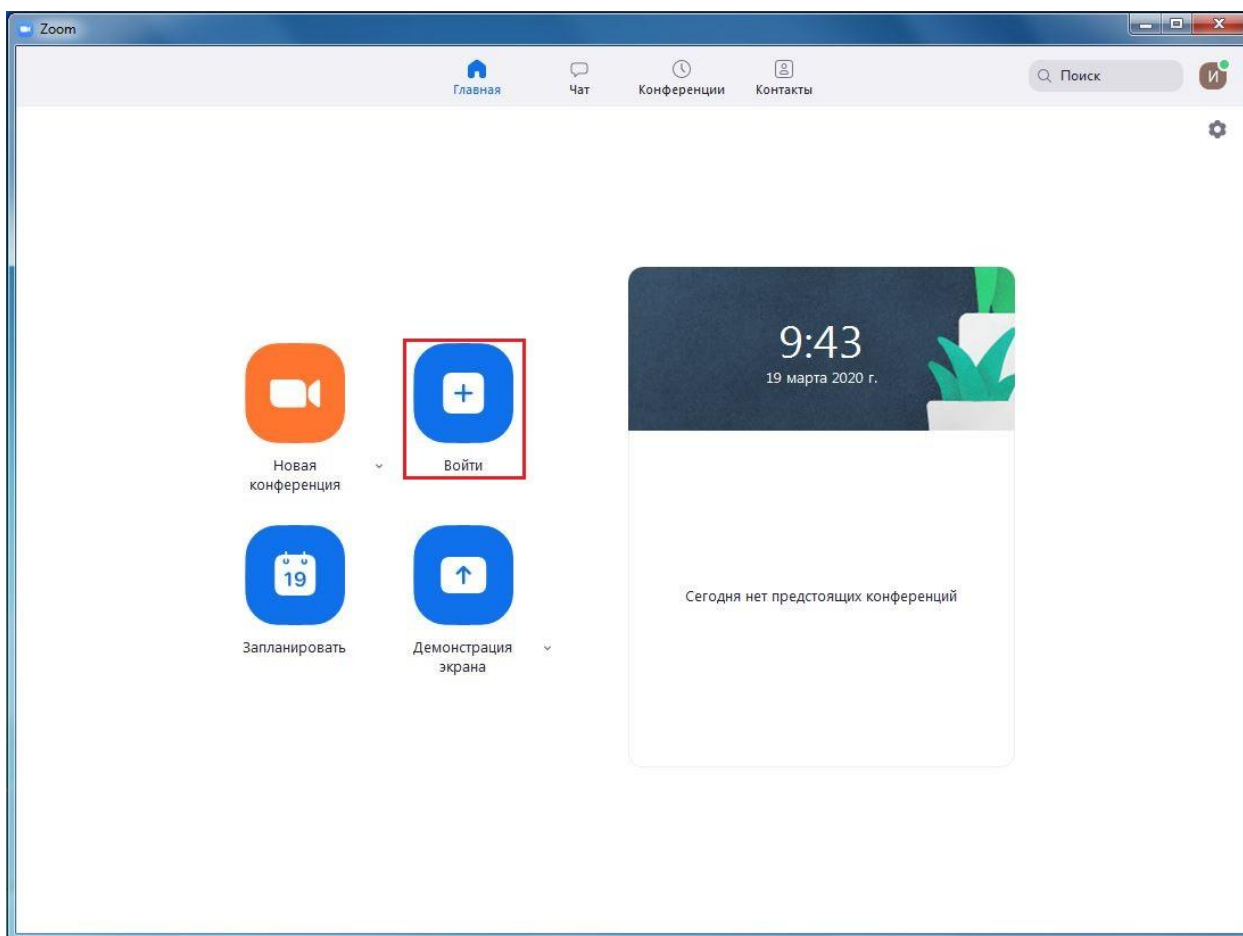 Zoom
Главная
Чат
Конференции
Контакты
Поиск
И
9:43
19 марта 2020 г.
Новая
конференция
Войти
19
Запланировать
Демонстрация
экрана
Сегодня нет предстоящих конференций